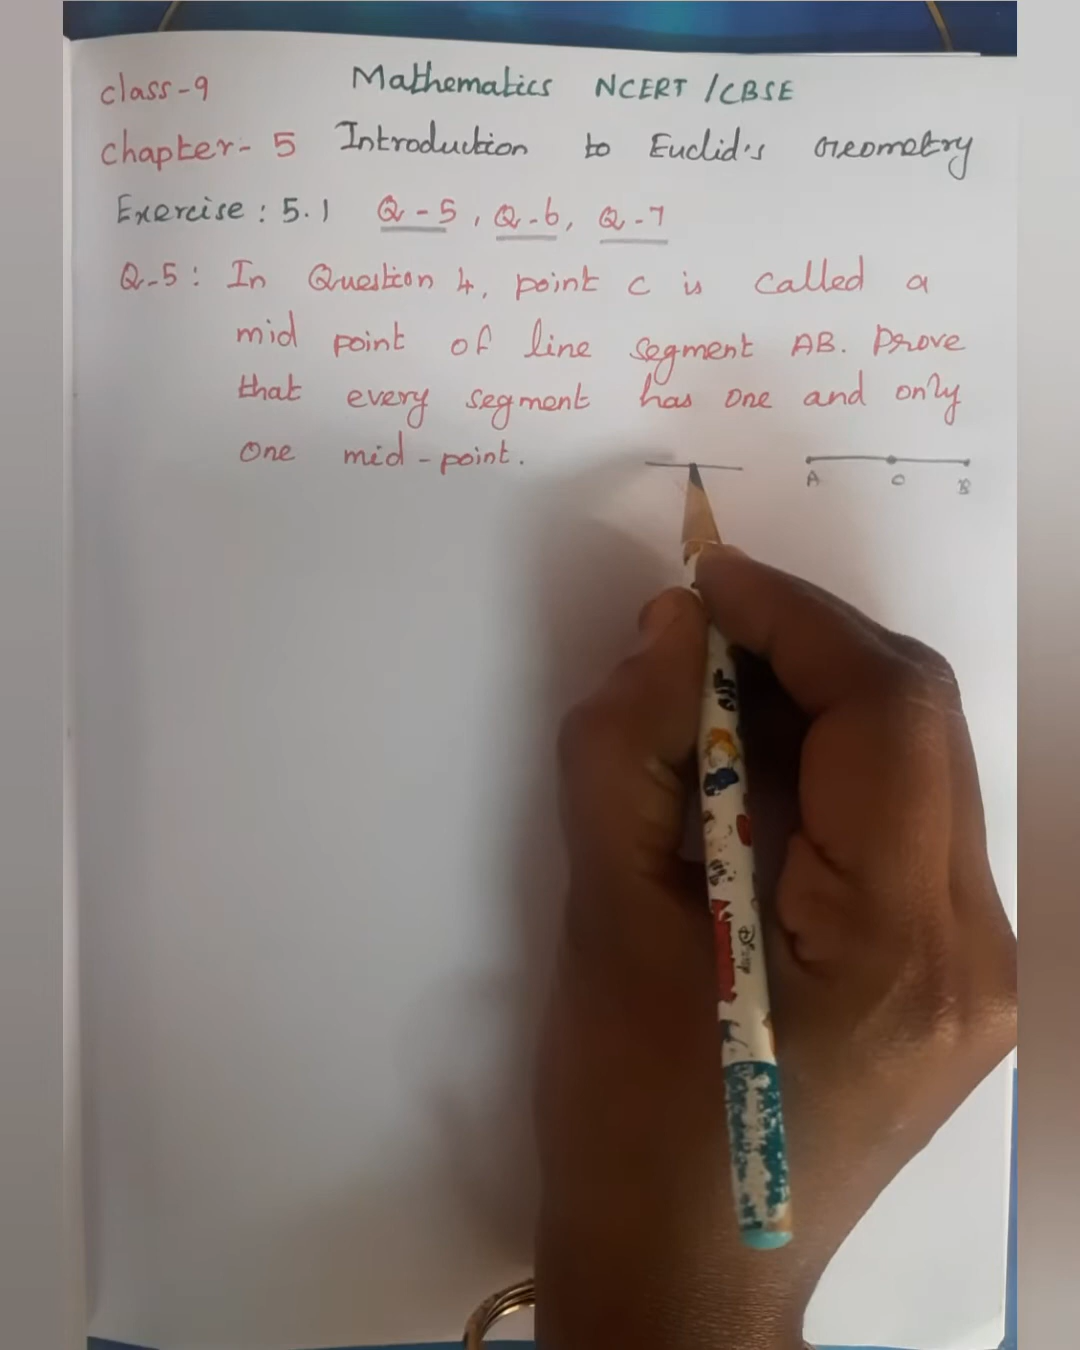 class-9 Mathematics NCERT /CBSE
chapter- 5 Introduction to Euclid's Geometry
Exercise : 5.1 Q-5, Q-6, Q-7
Q-5: In Question 4, point C is called a
mid point of line segment AB. Prove
that every segment has one and only
one mid-point.
A C B
Disney